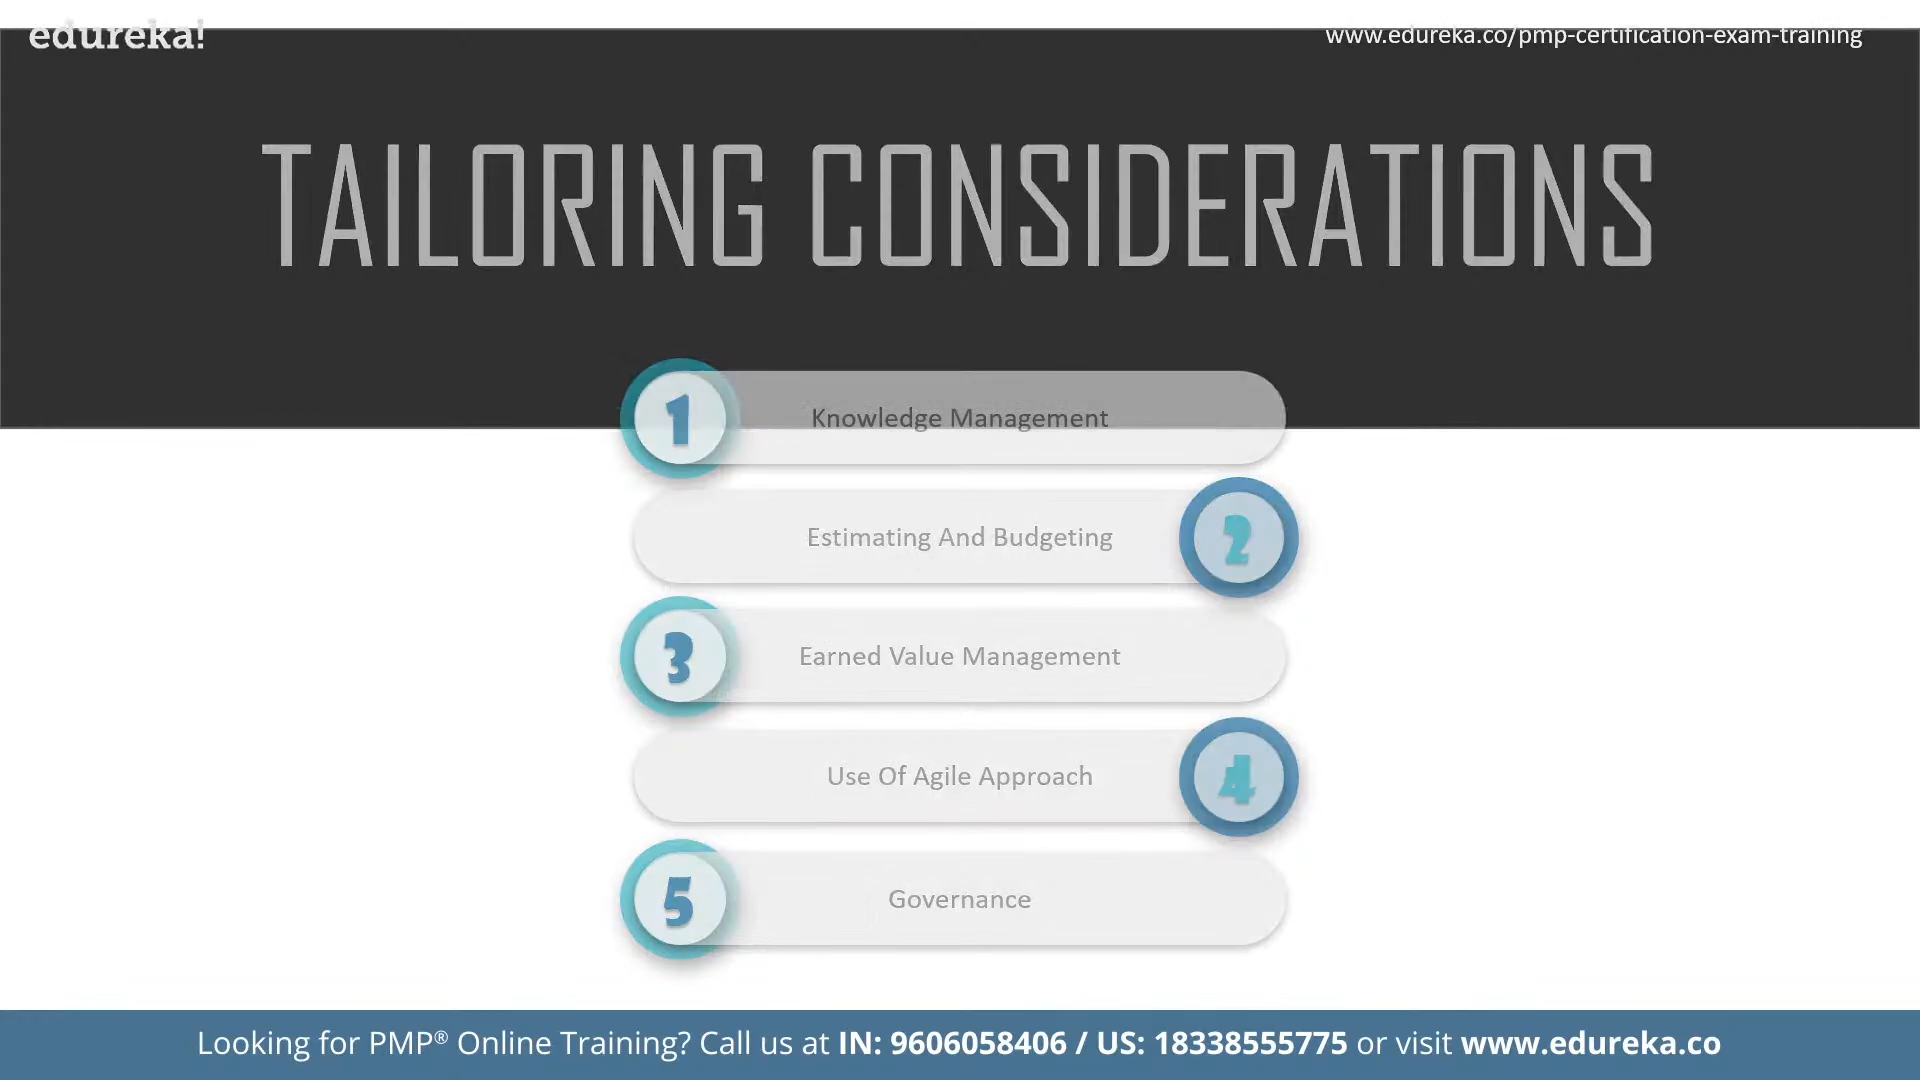 edureka!
www.edureka.co/pmp-certification-exam-training
TAILORING CONSIDERATIONS
1 Knowledge Management
Estimating And Budgeting 2
3 Earned Value Management
Use Of Agile Approach 4
5 Governance
Looking for PMP® Online Training? Call us at IN: 9606058406 / US: 18338555775 or visit www.edureka.co